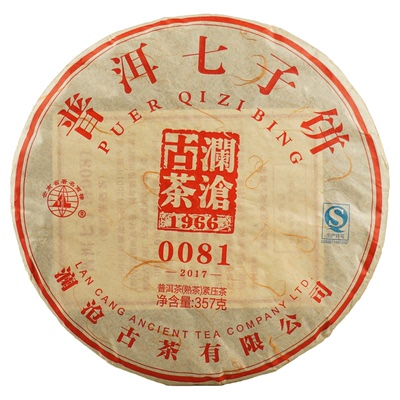 普洱七子饼
PUER QI ZI BING
瀾滄
古茶
1966
0081
2017
普洱茶(熟茶)紧压茶
净含量:357克
LAN CANG ANCIENT TEA COMPANY LTD
澜沧古茶有限公司